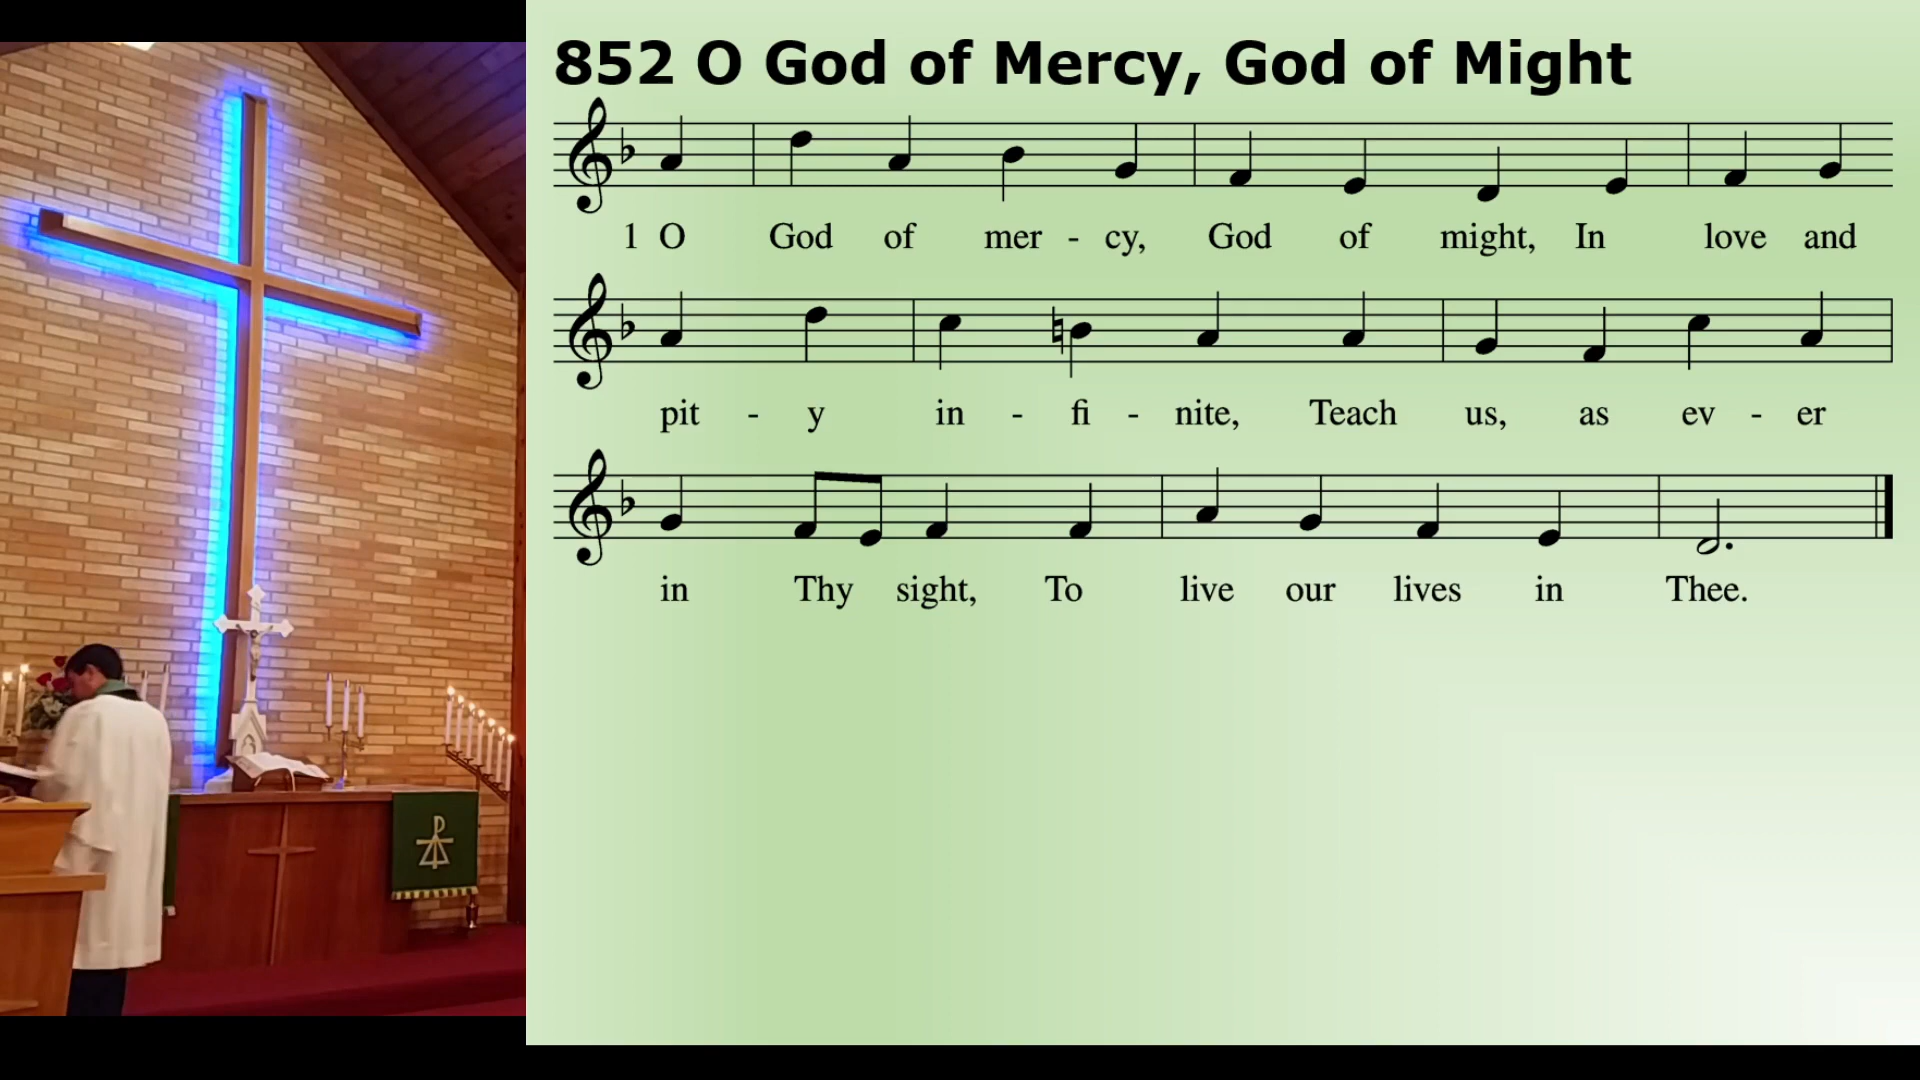 852 O God of Mercy, God of Might
1 O God of mer - cy, God of might, In love and
pit - y in - fi - nite, Teach us, as ev - er
in Thy sight, To live our lives in Thee.